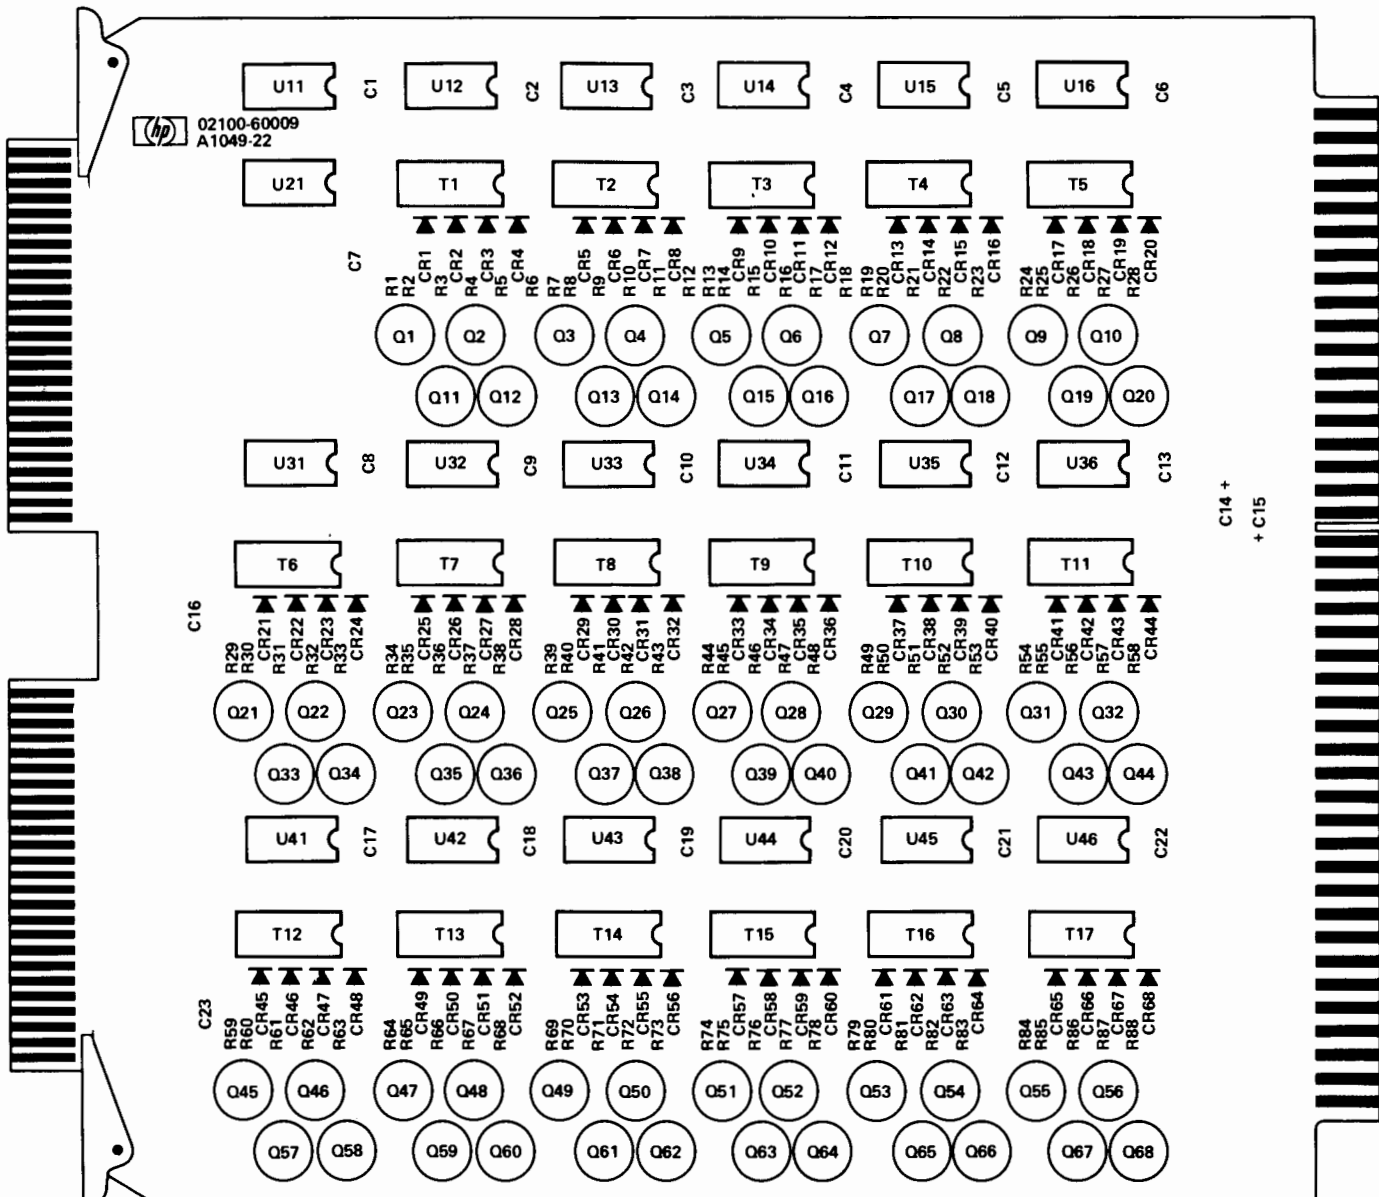 U11 C1 U12 C2 U13 C3 U14 C4 U15 C5 U16 C6
hp 02100-60009
A1049-22
U21 T1 T2 T3 T4 T5
C7 R1 R2 CR1 R3 CR2 R4 CR3 R5 CR4 R6 R7 R8 CR5 R9 CR6 R10 CR7 R11 CR8 R12 R13 R14 CR9 R15 CR10 R16 CR11 R17 CR12 R18 R19 R20 CR13 R21 CR14 R22 CR15 R23 CR16 R24 R25 CR17 R26 CR18 R27 CR19 R28 CR20
Q1 Q2 Q3 Q4 Q5 Q6 Q7 Q8 Q9 Q10
Q11 Q12 Q13 Q14 Q15 Q16 Q17 Q18 Q19 Q20
U31 C8 U32 C9 U33 C10 U34 C11 U35 C12 U36 C13
C14 +
+ C15
T6 T7 T8 T9 T10 T11
C16 R29 R30 CR21 R31 CR22 R32 CR23 R33 CR24 R34 R35 CR25 R36 CR26 R37 CR27 R38 CR28 R39 R40 CR29 R41 CR30 R42 CR31 R43 CR32 R44 R45 CR33 R46 CR34 R47 CR35 R48 CR36 R49 R50 CR37 R51 CR38 R52 CR39 R53 CR40 R54 R55 CR41 R56 CR42 R57 CR43 R58 CR44
Q21 Q22 Q23 Q24 Q25 Q26 Q27 Q28 Q29 Q30 Q31 Q32
Q33 Q34 Q35 Q36 Q37 Q38 Q39 Q40 Q41 Q42 Q43 Q44
U41 C17 U42 C18 U43 C19 U44 C20 U45 C21 U46 C22
T12 T13 T14 T15 T16 T17
C23 R59 R60 CR45 R61 CR46 R62 CR47 R63 CR48 R64 R65 CR49 R66 CR50 R67 CR51 R68 CR52 R69 R70 CR53 R71 CR54 R72 CR55 R73 CR56 R74 R75 CR57 R76 CR58 R77 CR59 R78 CR60 R79 R80 CR61 R81 CR62 R82 CR63 R83 CR64 R84 R85 CR65 R86 CR66 R87 CR67 R88 CR68
Q45 Q46 Q47 Q48 Q49 Q50 Q51 Q52 Q53 Q54 Q55 Q56
Q57 Q58 Q59 Q60 Q61 Q62 Q63 Q64 Q65 Q66 Q67 Q68